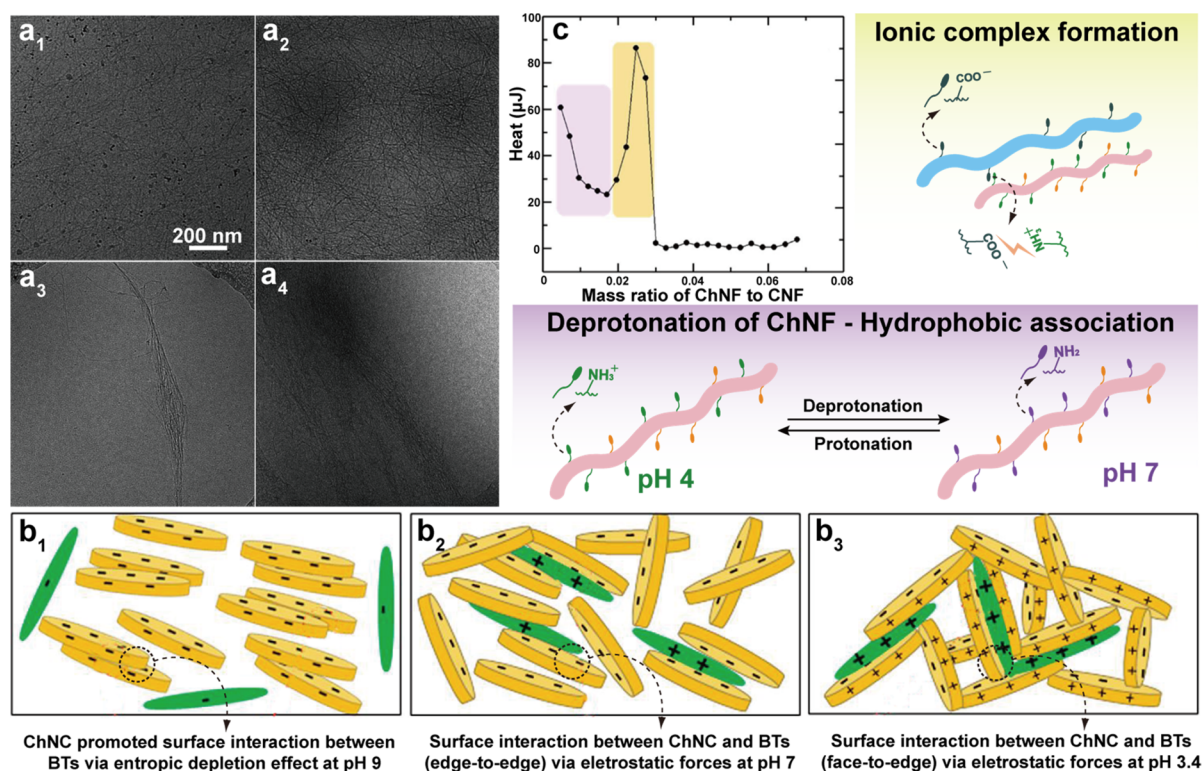 a1
a2
200 nm
a3
a4
c
Heat (µJ)
100
80
60
40
20
0
0
0.02
0.04
0.06
0.08
Mass ratio of ChNF to CNF
Ionic complex formation
COO−
COO−
+NH3
Deprotonation of ChNF - Hydrophobic association
NH3+
pH 4
Deprotonation
Protonation
NH2
pH 7
b1
ChNC promoted surface interaction between
BTs via entropic depletion effect at pH 9
b2
Surface interaction between ChNC and BTs
(edge-to-edge) via eletrostatic forces at pH 7
b3
Surface interaction between ChNC and BTs
(face-to-edge) via eletrostatic forces at pH 3.4